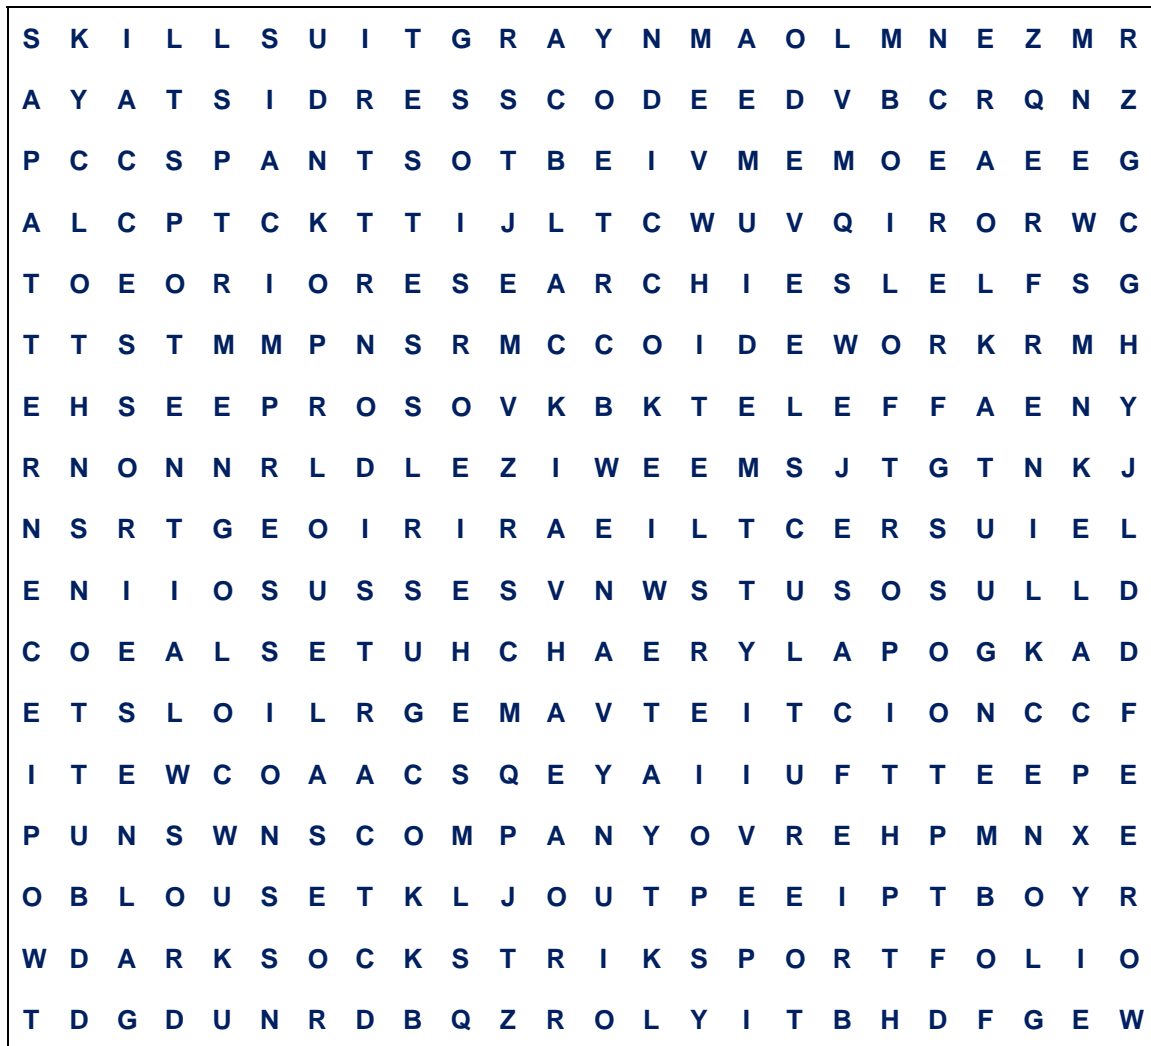 S K I L L S U I T G R A Y N M A O L M N E Z M R
A Y A T S I D R E S S C O D E E D V B C R Q N Z
P C C S P A N T S O T B E I V M E M O E A E E G
A L C P T C K T T I J L T C W U V Q I R O R W C
T O E O R I O R E S E A R C H I E S L E L F S G
T T S T M M P N S R M C C O I D E W O R K R M H
E H S E E P R O S O V K B K T E L E F F A E N Y
R N O N N R L D L E Z I W E E M S J T G T N K J
N S R T G E O I R I R A E I L T C E R S U I E L
E N I I O S U S S E S V N W S T U S O S U L L D
C O E A L S E T U H C H A E R Y L A P O G K A D
E T S L O I L R G E M A V T E I T C I O N C C F
I T E W C O A A C S Q E Y A I I U F T T E E P E
P U N S W N S C O M P A N Y O V R E H P M N X E
O B L O U S E T K L J O U T P E E I P T B O Y R
W D A R K S O C K S T R I K S P O R T F O L I O
T D G D U N R D B Q Z R O L Y I T B H D F G E W